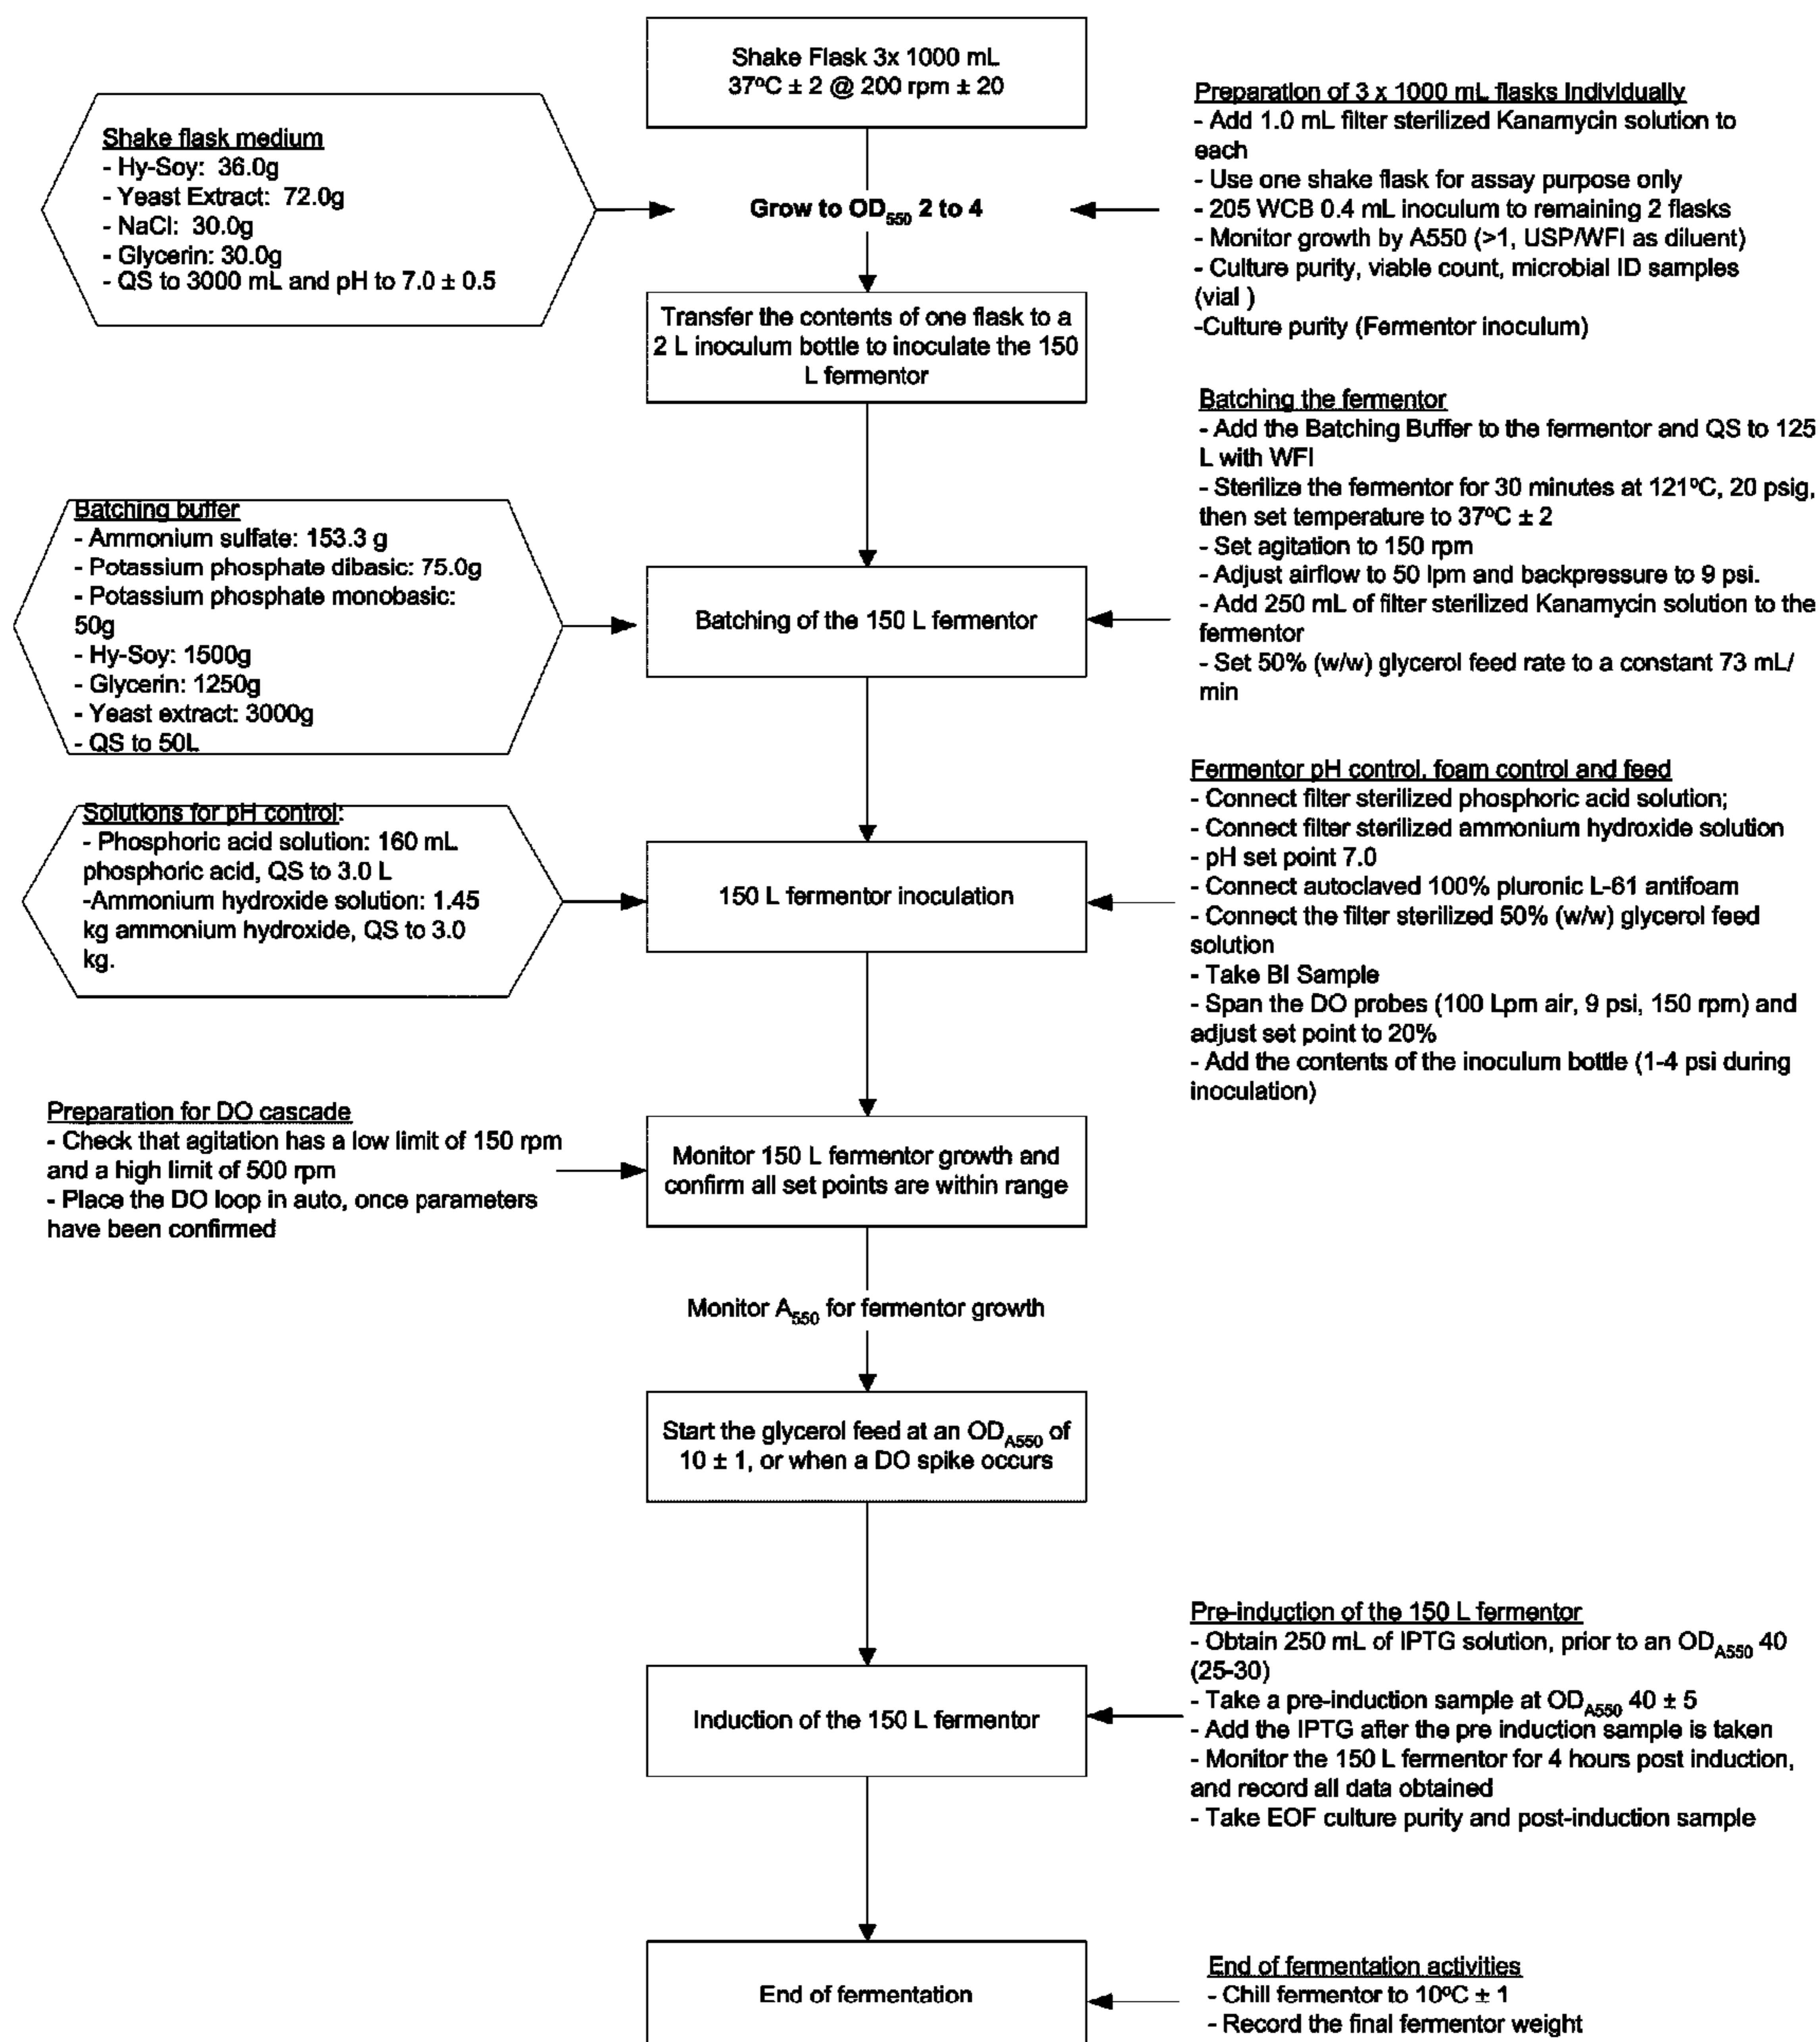 Shake Flask 3x 1000 mL
37ºC ± 2 @ 200 rpm ± 20
Shake flask medium
- Hy-Soy: 36.0g
- Yeast Extract: 72.0g
- NaCl: 30.0g
- Glycerin: 30.0g
- QS to 3000 mL and pH to 7.0 ± 0.5
Grow to OD550 2 to 4
Preparation of 3 x 1000 mL flasks Individually
- Add 1.0 mL filter sterilized Kanamycin solution to
each
- Use one shake flask for assay purpose only
- 205 WCB 0.4 mL inoculum to remaining 2 flasks
- Monitor growth by A550 (>1, USP/WFI as diluent)
- Culture purity, viable count, microbial ID samples
(vial )
-Culture purity (Fermentor inoculum)
Transfer the contents of one flask to a
2 L inoculum bottle to inoculate the 150
L fermentor
Batching the fermentor
- Add the Batching Buffer to the fermentor and QS to 125
L with WFI
- Sterilize the fermentor for 30 minutes at 121ºC, 20 psig,
then set temperature to 37ºC ± 2
- Set agitation to 150 rpm
- Adjust airflow to 50 lpm and backpressure to 9 psi.
- Add 250 mL of filter sterilized Kanamycin solution to the
fermentor
- Set 50% (w/w) glycerol feed rate to a constant 73 mL/
min
Batching buffer
- Ammonium sulfate: 153.3 g
- Potassium phosphate dibasic: 75.0g
- Potassium phosphate monobasic:
50g
- Hy-Soy: 1500g
- Glycerin: 1250g
- Yeast extract: 3000g
- QS to 50L
Batching of the 150 L fermentor
Solutions for pH control:
- Phosphoric acid solution: 160 mL
phosphoric acid, QS to 3.0 L
-Ammonium hydroxide solution: 1.45
kg ammonium hydroxide, QS to 3.0
kg.
150 L fermentor inoculation
Fermentor pH control, foam control and feed
- Connect filter sterilized phosphoric acid solution;
- Connect filter sterilized ammonium hydroxide solution
- pH set point 7.0
- Connect autoclaved 100% pluronic L-61 antifoam
- Connect the filter sterilized 50% (w/w) glycerol feed
solution
- Take BI Sample
- Span the DO probes (100 Lpm air, 9 psi, 150 rpm) and
adjust set point to 20%
- Add the contents of the inoculum bottle (1-4 psi during
inoculation)
Preparation for DO cascade
- Check that agitation has a low limit of 150 rpm
and a high limit of 500 rpm
- Place the DO loop in auto, once parameters
have been confirmed
Monitor 150 L fermentor growth and
confirm all set points are within range
Monitor A550 for fermentor growth
Start the glycerol feed at an ODA550 of
10 ± 1, or when a DO spike occurs
Induction of the 150 L fermentor
Pre-induction of the 150 L fermentor
- Obtain 250 mL of IPTG solution, prior to an ODA550 40
(25-30)
- Take a pre-induction sample at ODA550 40 ± 5
- Add the IPTG after the pre induction sample is taken
- Monitor the 150 L fermentor for 4 hours post induction,
and record all data obtained
- Take EOF culture purity and post-induction sample
End of fermentation
End of fermentation activities
- Chill fermentor to 10ºC ± 1
- Record the final fermentor weight